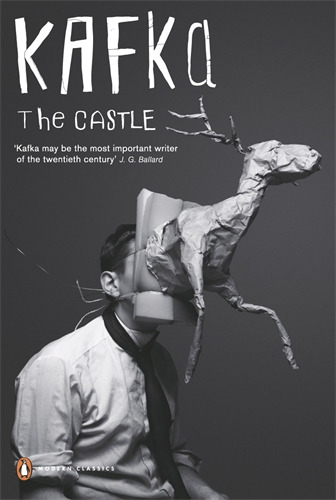 KAFKa
The CASTLE
'Kafka may be the most important writer
of the twentieth century' J. G. Ballard
MODERN CLASSICS